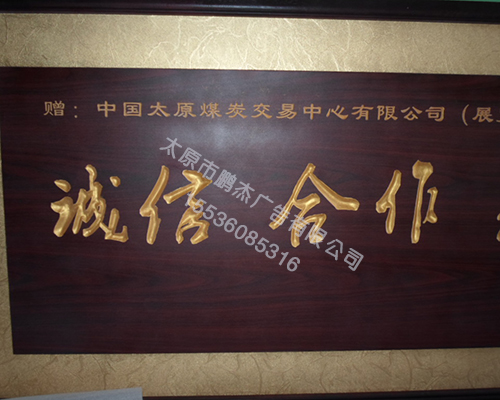 赠：中国太原煤炭交易中心有限公司（展
诚信 合作
太原市鹏杰广告有限公司
15536085316